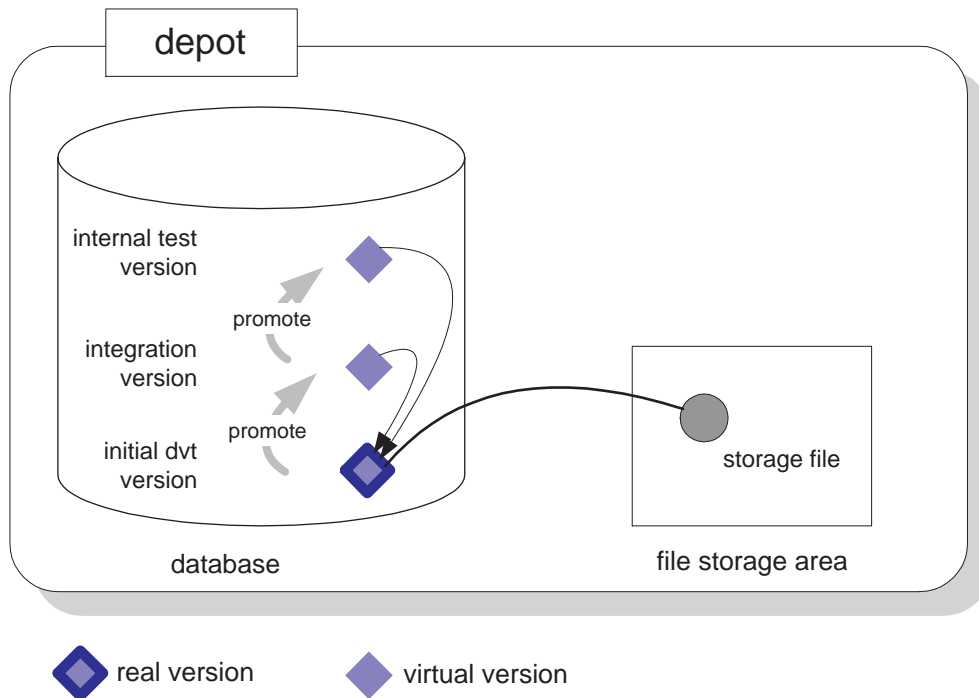 depot
internal test
version
promote
integration
version
promote
initial dvt
version
storage file
database
file storage area
real version
virtual version